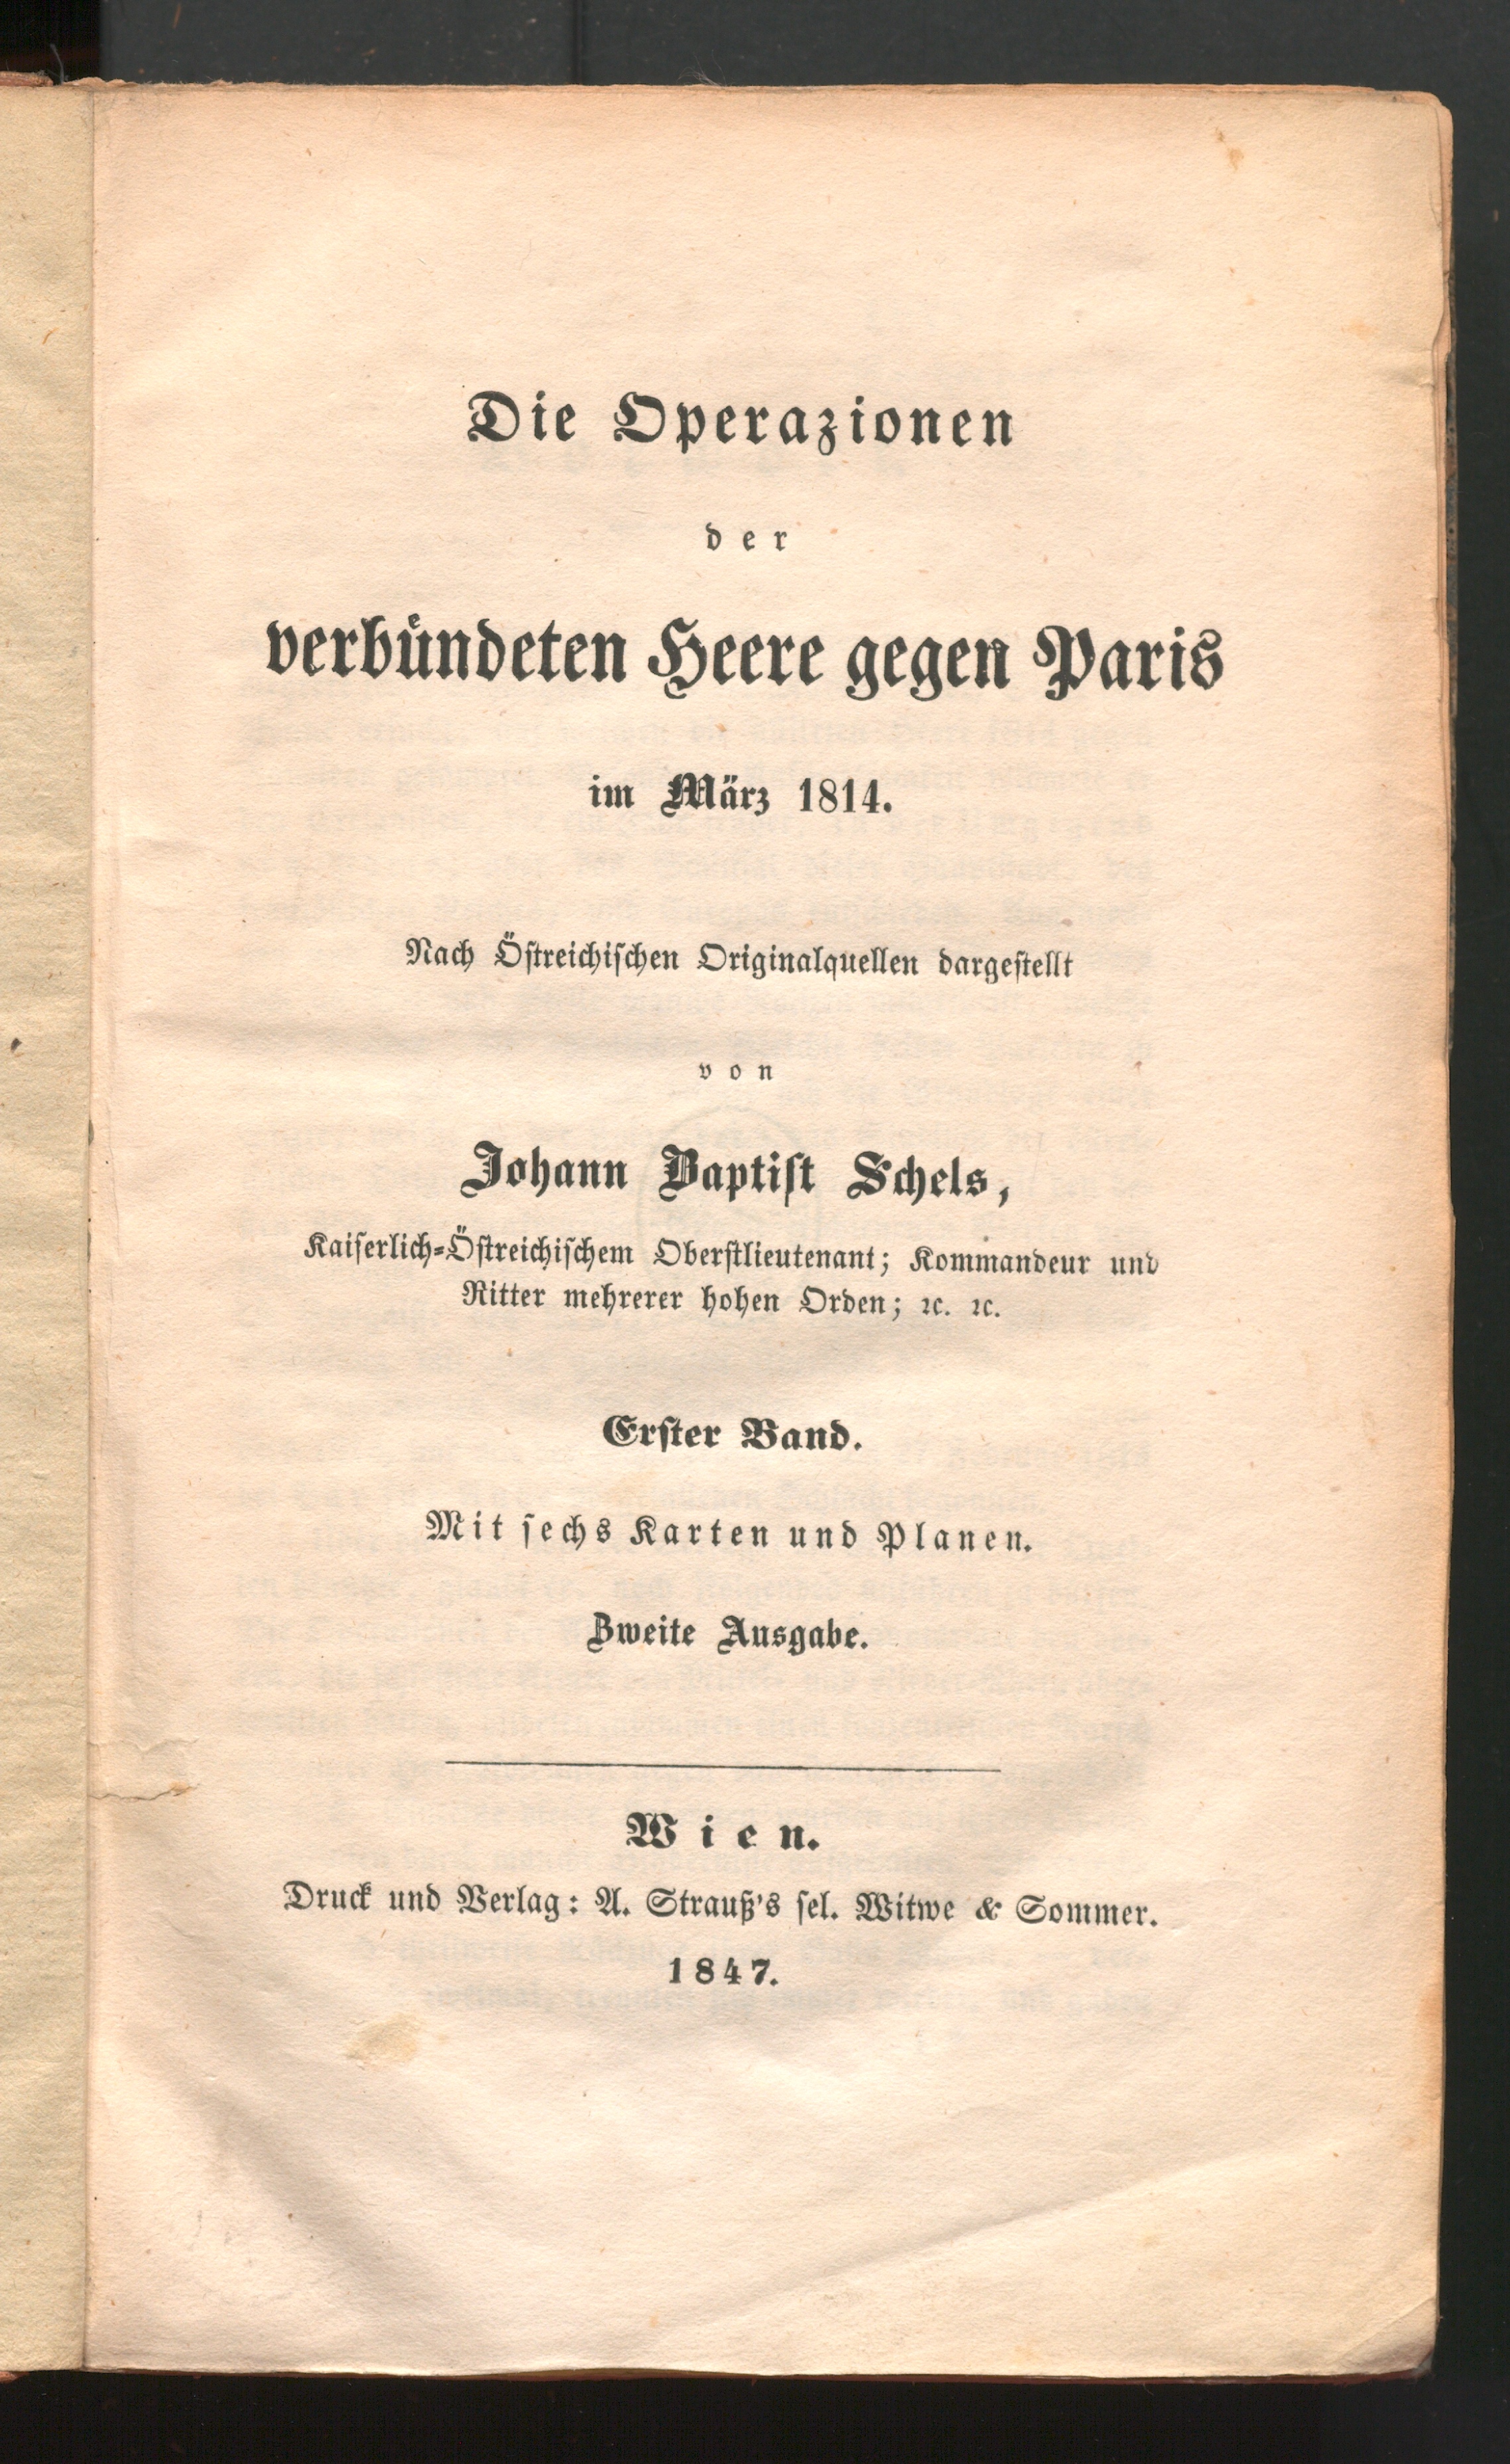 Die Operazionen
der
verbündeten Heere gegen Paris
im März 1814.
Nach Östreichischen Originalquellen dargestellt
von
Johann Baptist Schels,
Kaiserlich-Östreichischem Oberstlieutenant; Kommandeur und
Ritter mehrerer hohen Orden; ꝛc. ꝛc.
Erster Band.
Mit sechs Karten und Planen.
Zweite Ausgabe.
Wien.
Druck und Verlag: A. Strauß's sel. Witwe & Sommer.
1847.